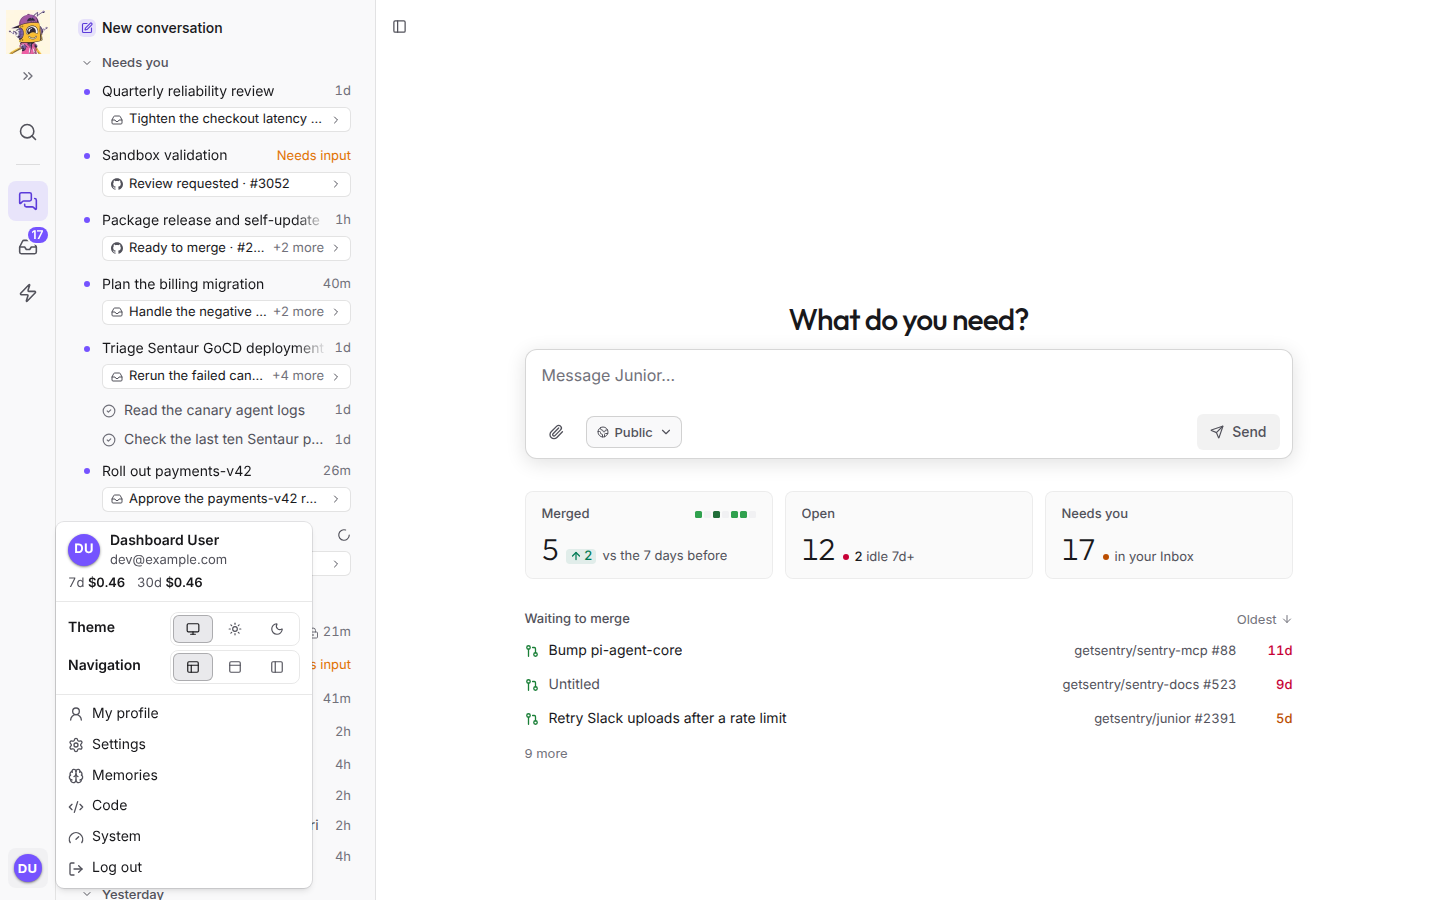 New conversation
Needs you
Quarterly reliability review 1d
Tighten the checkout latency ...
Sandbox validation Needs input
Review requested · #3052
Package release and self-update 1h
Ready to merge · #2... +2 more
Plan the billing migration 40m
Handle the negative ... +2 more
Triage Sentaur GoCD deployment 1d
Rerun the failed can... +4 more
Read the canary agent logs 1d
Check the last ten Sentaur p... 1d
Roll out payments-v42 26m
Approve the payments-v42 r...
17
DU Dashboard User
dev@example.com
7d $0.46 30d $0.46
Theme
Navigation
My profile
Settings
Memories
Code
System
Log out
21m
input
41m
2h
4h
2h
2h
4h
DU
Yesterday
What do you need?
Message Junior...
Public
Send
Merged
5 2 vs the 7 days before
Open
12 2 idle 7d+
Needs you
17 in your Inbox
Waiting to merge Oldest
Bump pi-agent-core getsentry/sentry-mcp #88 11d
Untitled getsentry/sentry-docs #523 9d
Retry Slack uploads after a rate limit getsentry/junior #2391 5d
9 more